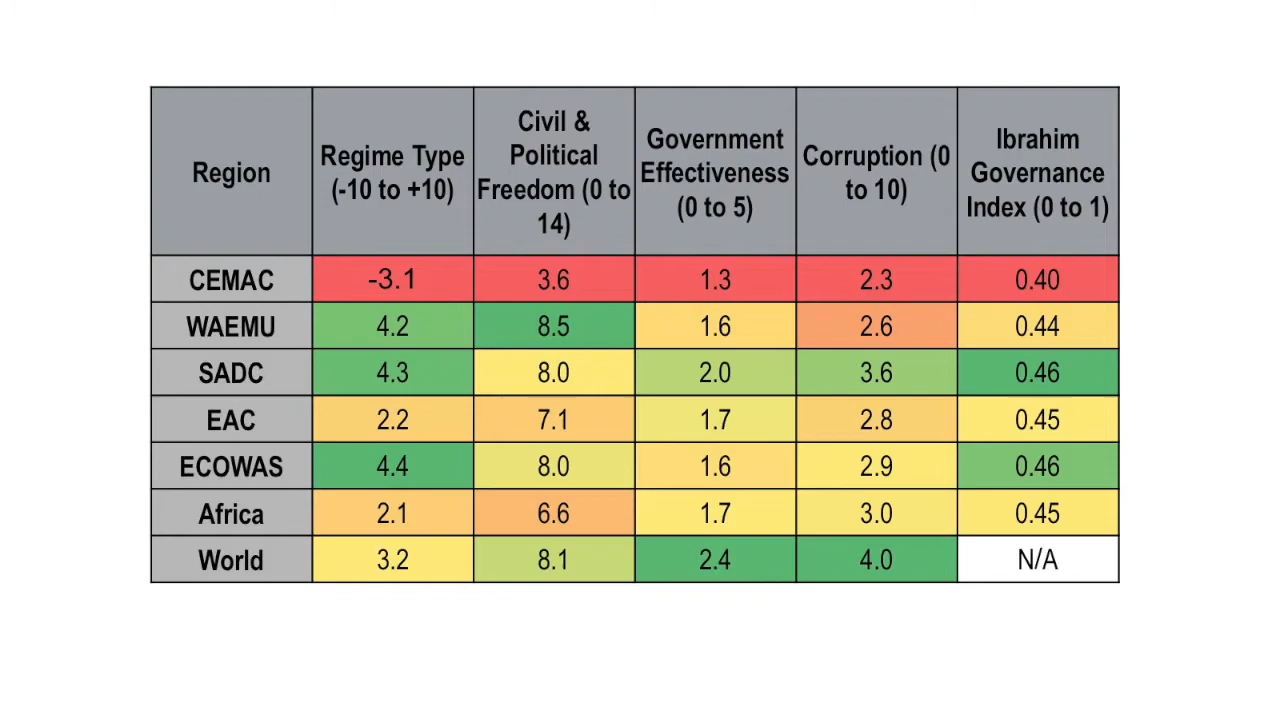 Region
Regime Type
(-10 to +10)
Civil &
Political
Freedom (0 to
14)
Government
Effectiveness
(0 to 5)
Corruption (0
to 10)
Ibrahim
Governance
Index (0 to 1)
CEMAC -3.1 3.6 1.3 2.3 0.40
WAEMU 4.2 8.5 1.6 2.6 0.44
SADC 4.3 8.0 2.0 3.6 0.46
EAC 2.2 7.1 1.7 2.8 0.45
ECOWAS 4.4 8.0 1.6 2.9 0.46
Africa 2.1 6.6 1.7 3.0 0.45
World 3.2 8.1 2.4 4.0 N/A